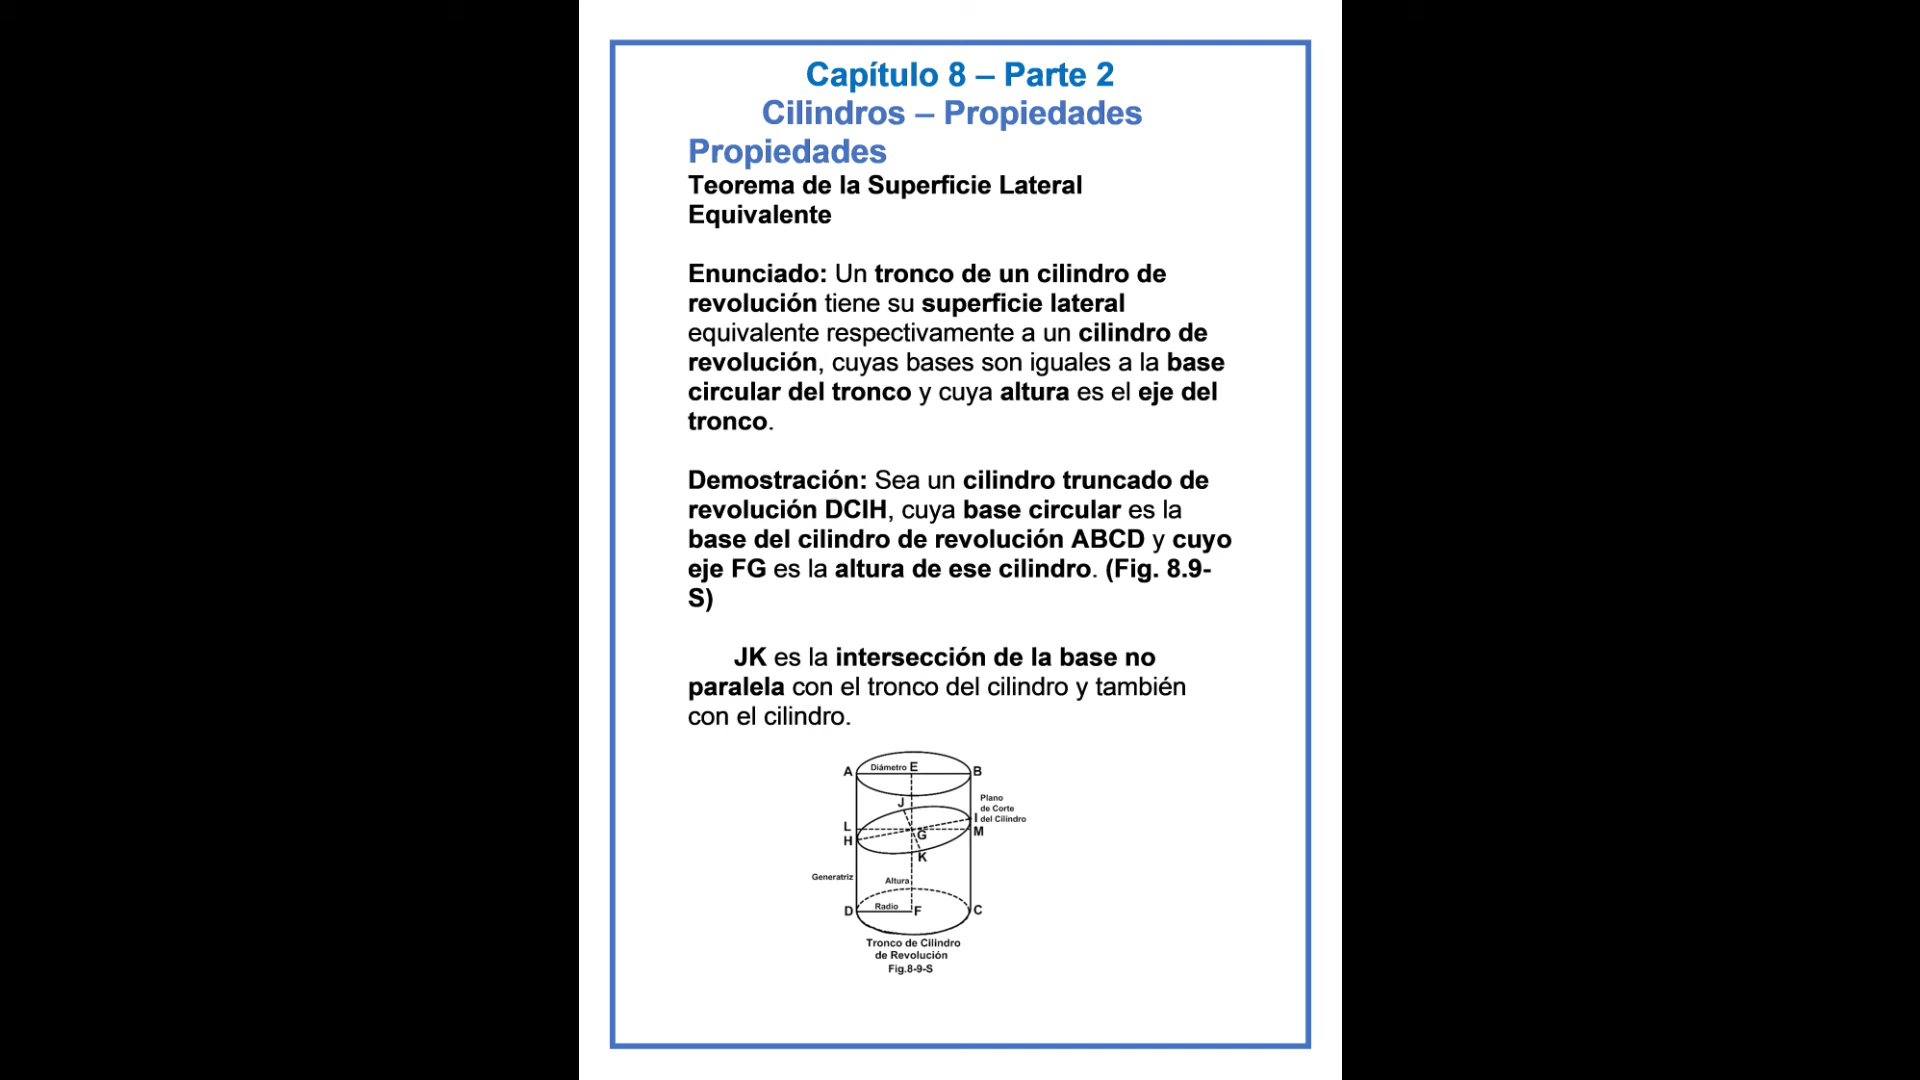 Capítulo 8 – Parte 2
Cilindros – Propiedades
Propiedades
Teorema de la Superficie Lateral
Equivalente
Enunciado: Un tronco de un cilindro de
revolución tiene su superficie lateral
equivalente respectivamente a un cilindro de
revolución, cuyas bases son iguales a la base
circular del tronco y cuya altura es el eje del
tronco.
Demostración: Sea un cilindro truncado de
revolución DCIH, cuya base circular es la
base del cilindro de revolución ABCD y cuyo
eje FG es la altura de ese cilindro. (Fig. 8.9-
S)
JK es la intersección de la base no
paralela con el tronco del cilindro y también
con el cilindro.
A Diámetro E B
Plano
de Corte
del Cilindro
J
I
L
G
M
H
K
Generatriz
Altura
D Radio F C
Tronco de Cilindro
de Revolución
Fig.8-9-S